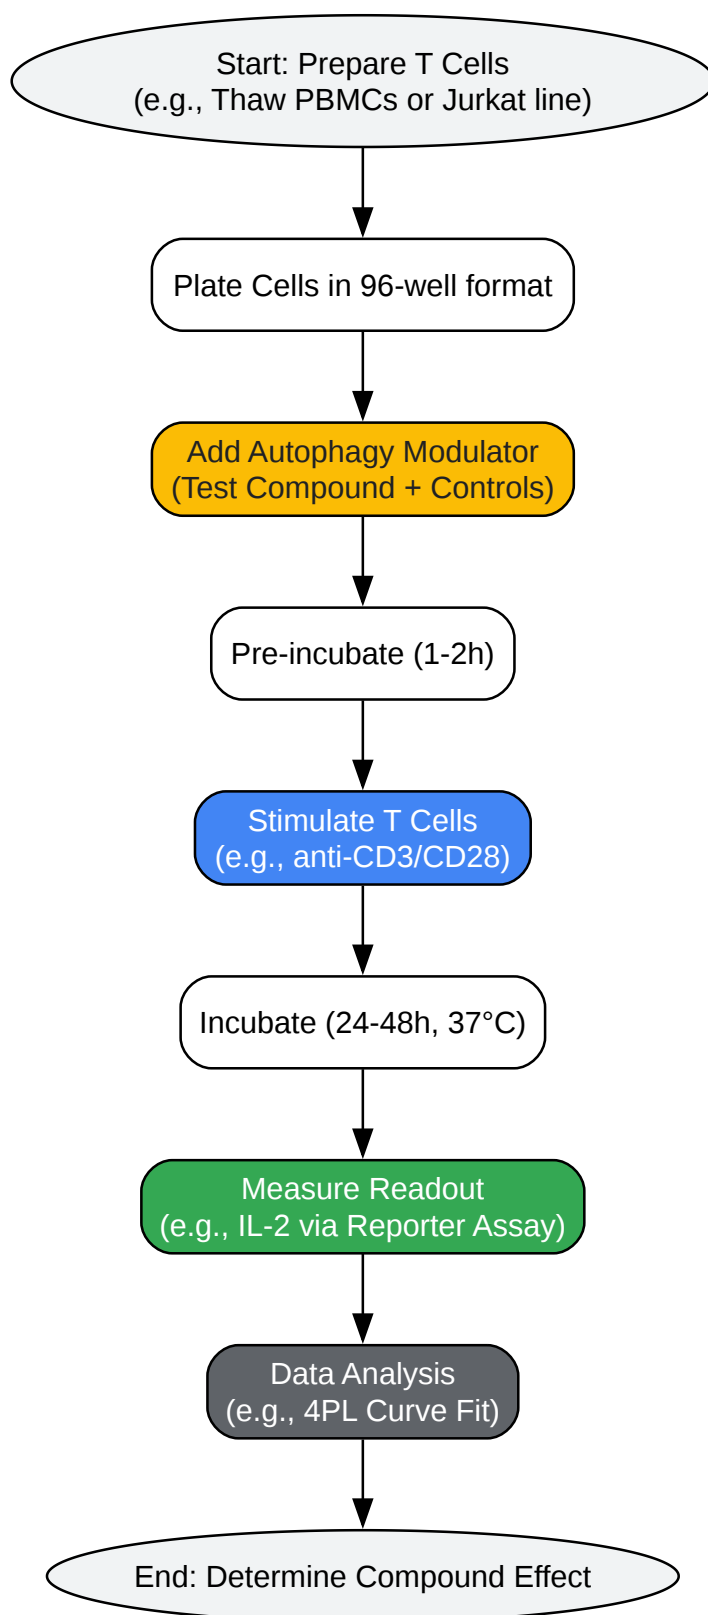 Start: Prepare T Cells
(e.g., Thaw PBMCs or Jurkat line)
Plate Cells in 96-well format
Add Autophagy Modulator
(Test Compound + Controls)
Pre-incubate (1-2h)
Stimulate T Cells
(e.g., anti-CD3/CD28)
Incubate (24-48h, 37°C)
Measure Readout
(e.g., IL-2 via Reporter Assay)
Data Analysis
(e.g., 4PL Curve Fit)
End: Determine Compound Effect